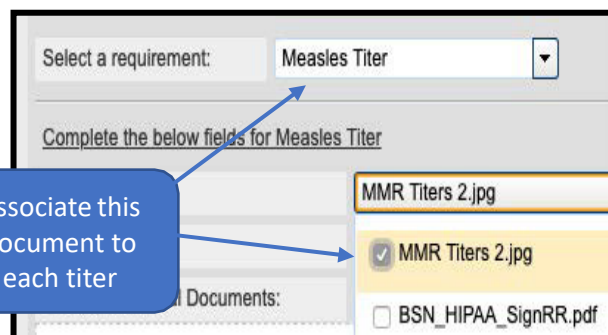 Select a requirement: Measles Titer
Complete the below fields for Measles Titer
MMR Titers 2.jpg
ssociate this
ocument to
each titer
MMR Titers 2.jpg
Documents:
BSN_HIPAA_SignRR.pdf